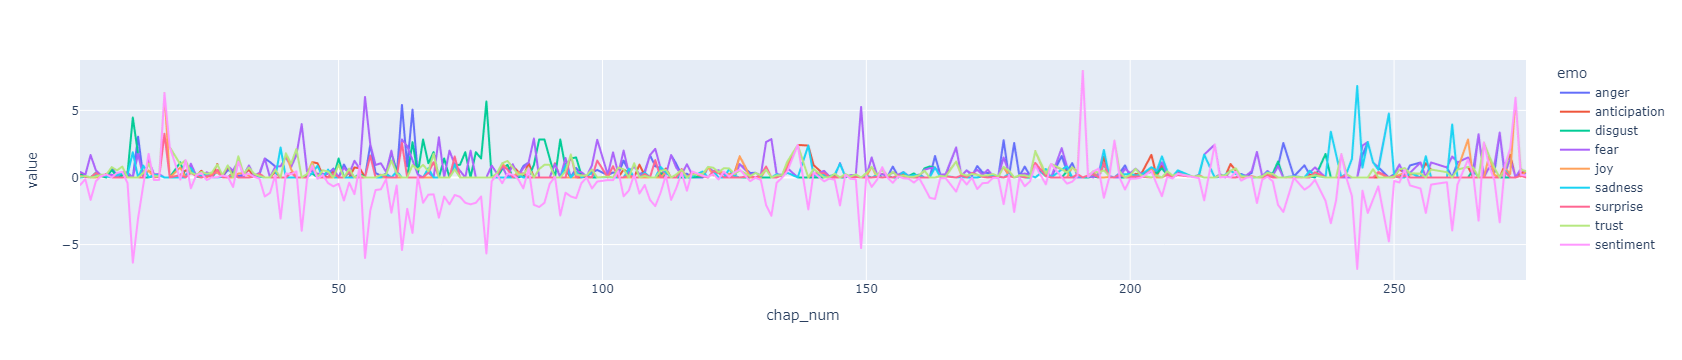 emo
anger
anticipation
disgust
fear
joy
sadness
surprise
trust
sentiment
value
5
0
−5
50
100
150
200
250
chap_num